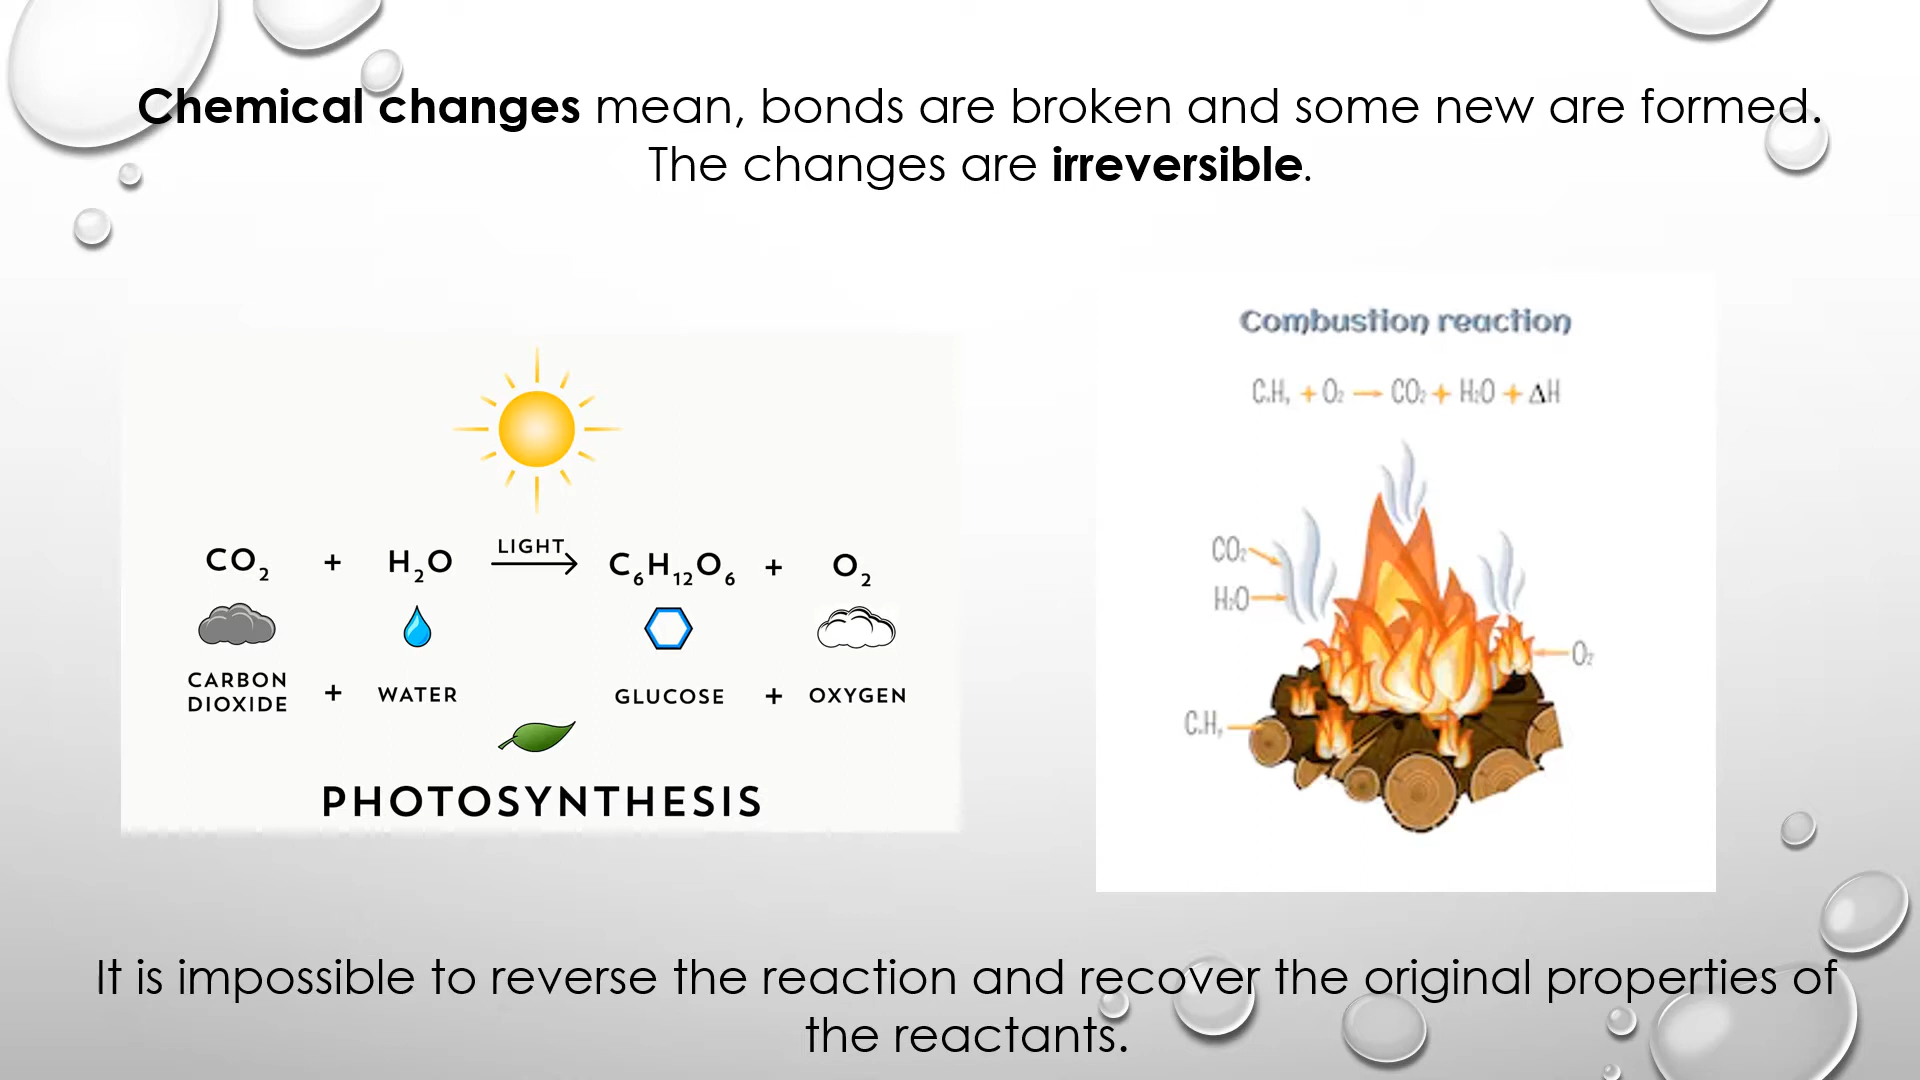 Chemical changes mean, bonds are broken and some new are formed.
The changes are irreversible.
Combustion reaction
CₓHᵧ + O₂ → CO₂ + H₂O + ΔH
LIGHT
CO₂ + H₂O → C₆H₁₂O₆ + O₂
CARBON DIOXIDE + WATER GLUCOSE + OXYGEN
PHOTOSYNTHESIS
CO₂
H₂O
O₂
CₓHᵧ
It is impossible to reverse the reaction and recover the original properties of
the reactants.